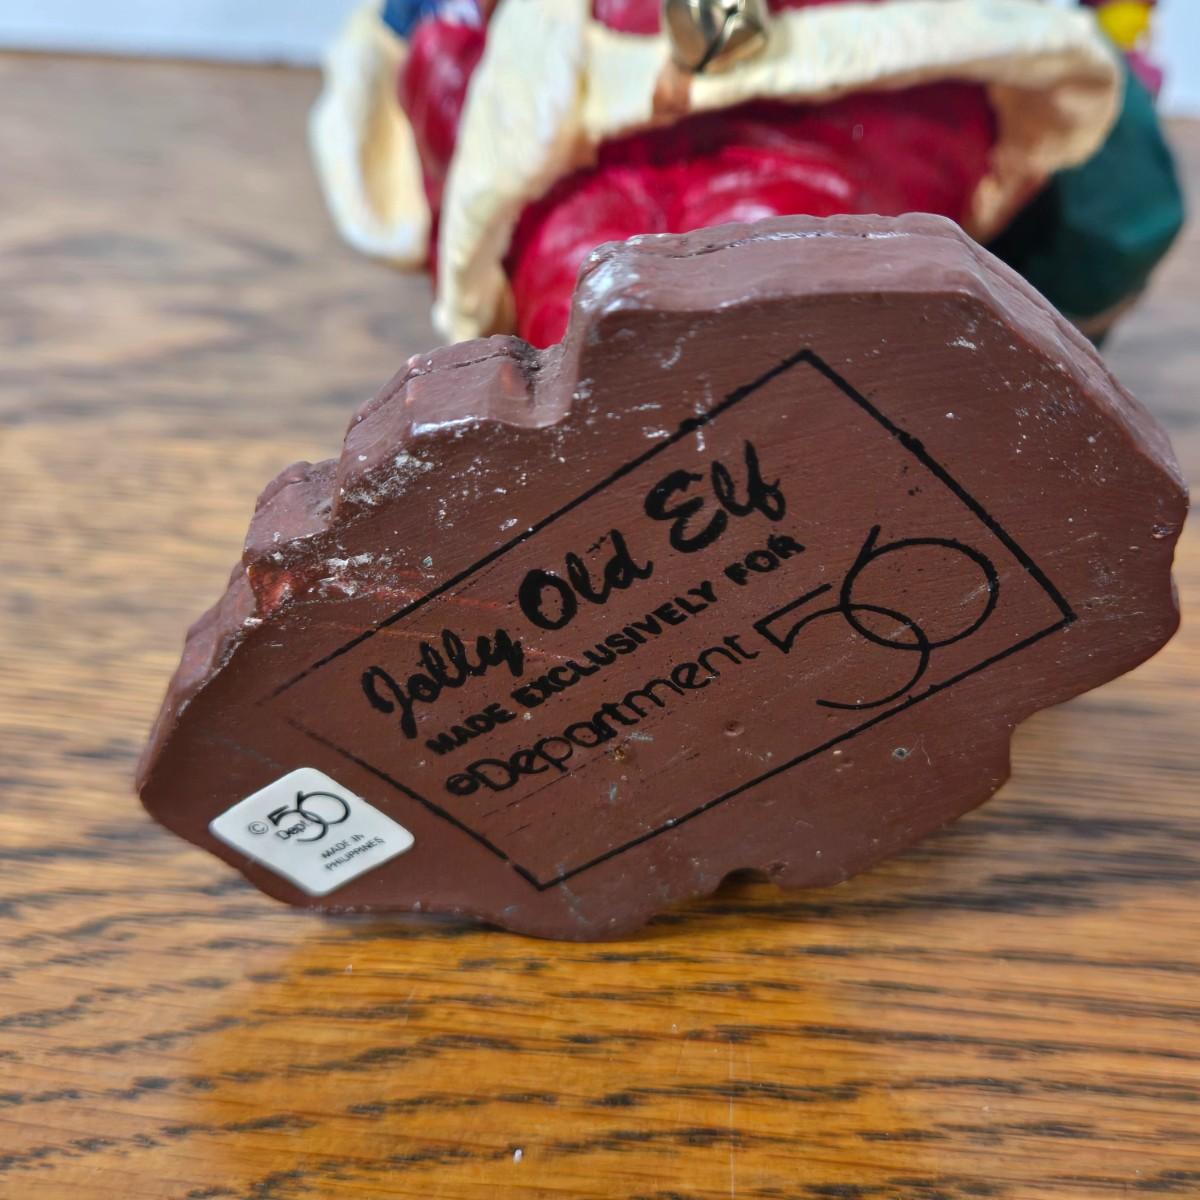 Jolly Old Elf
MADE EXCLUSIVELY FOR
©Department 56
© Dept 56
MADE IN
PHILIPPINES